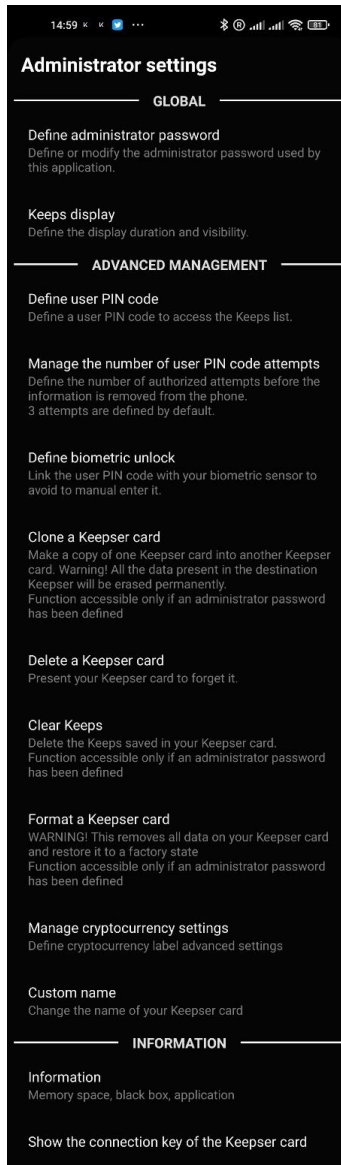 14:59 K K ...
81
Administrator settings
GLOBAL
Define administrator password
Define or modify the administrator password used by
this application.
Keeps display
Define the display duration and visibility.
ADVANCED MANAGEMENT
Define user PIN code
Define a user PIN code to access the Keeps list.
Manage the number of user PIN code attempts
Define the number of authorized attempts before the
information is removed from the phone.
3 attempts are defined by default.
Define biometric unlock
Link the user PIN code with your biometric sensor to
avoid to manual enter it.
Clone a Keepser card
Make a copy of one Keepser card into another Keepser
card. Warning! All the data present in the destination
Keepser will be erased permanently.
Function accessible only if an administrator password
has been defined
Delete a Keepser card
Present your Keepser card to forget it.
Clear Keeps
Delete the Keeps saved in your Keepser card.
Function accessible only if an administrator password
has been defined
Format a Keepser card
WARNING! This removes all data on your Keepser card
and restore it to a factory state
Function accessible only if an administrator password
has been defined
Manage cryptocurrency settings
Define cryptocurrency label advanced settings
Custom name
Change the name of your Keepser card
INFORMATION
Information
Memory space, black box, application
Show the connection key of the Keepser card